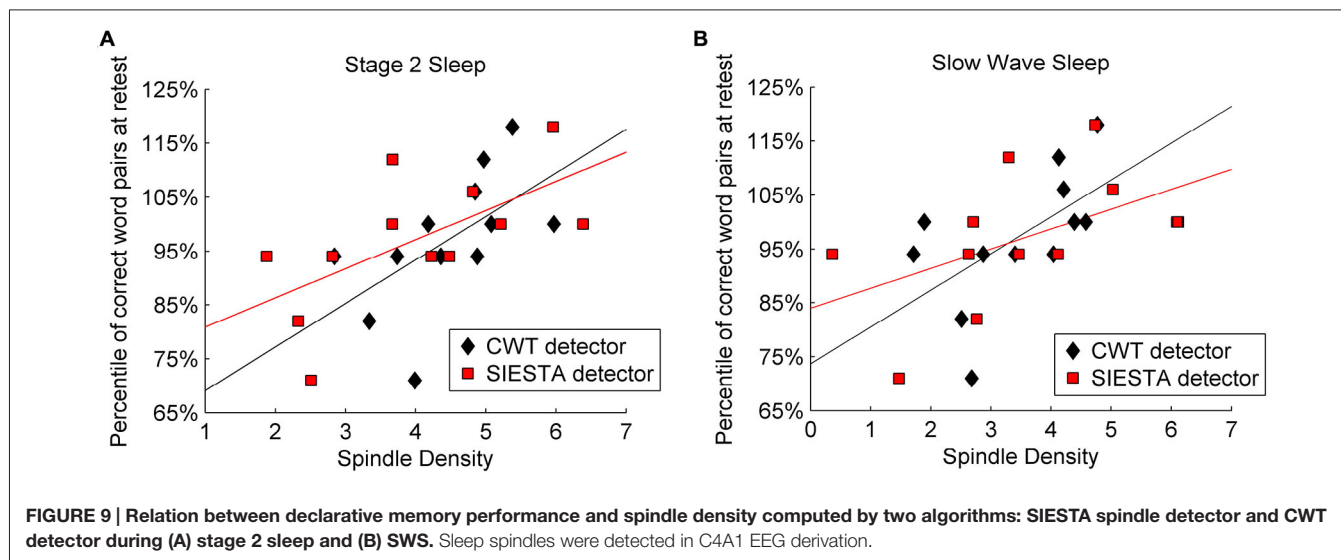 A
Stage 2 Sleep
Percentile of correct word pairs at retest
125%
115%
105%
95%
85%
75%
65%
1 2 3 4 5 6 7
Spindle Density
CWT detector
SIESTA detector
B
Slow Wave Sleep
Percentile of correct word pairs at retest
125%
115%
105%
95%
85%
75%
65%
0 1 2 3 4 5 6 7
Spindle Density
CWT detector
SIESTA detector
FIGURE 9 | Relation between declarative memory performance and spindle density computed by two algorithms: SIESTA spindle detector and CWT
detector during (A) stage 2 sleep and (B) SWS. Sleep spindles were detected in C4A1 EEG derivation.